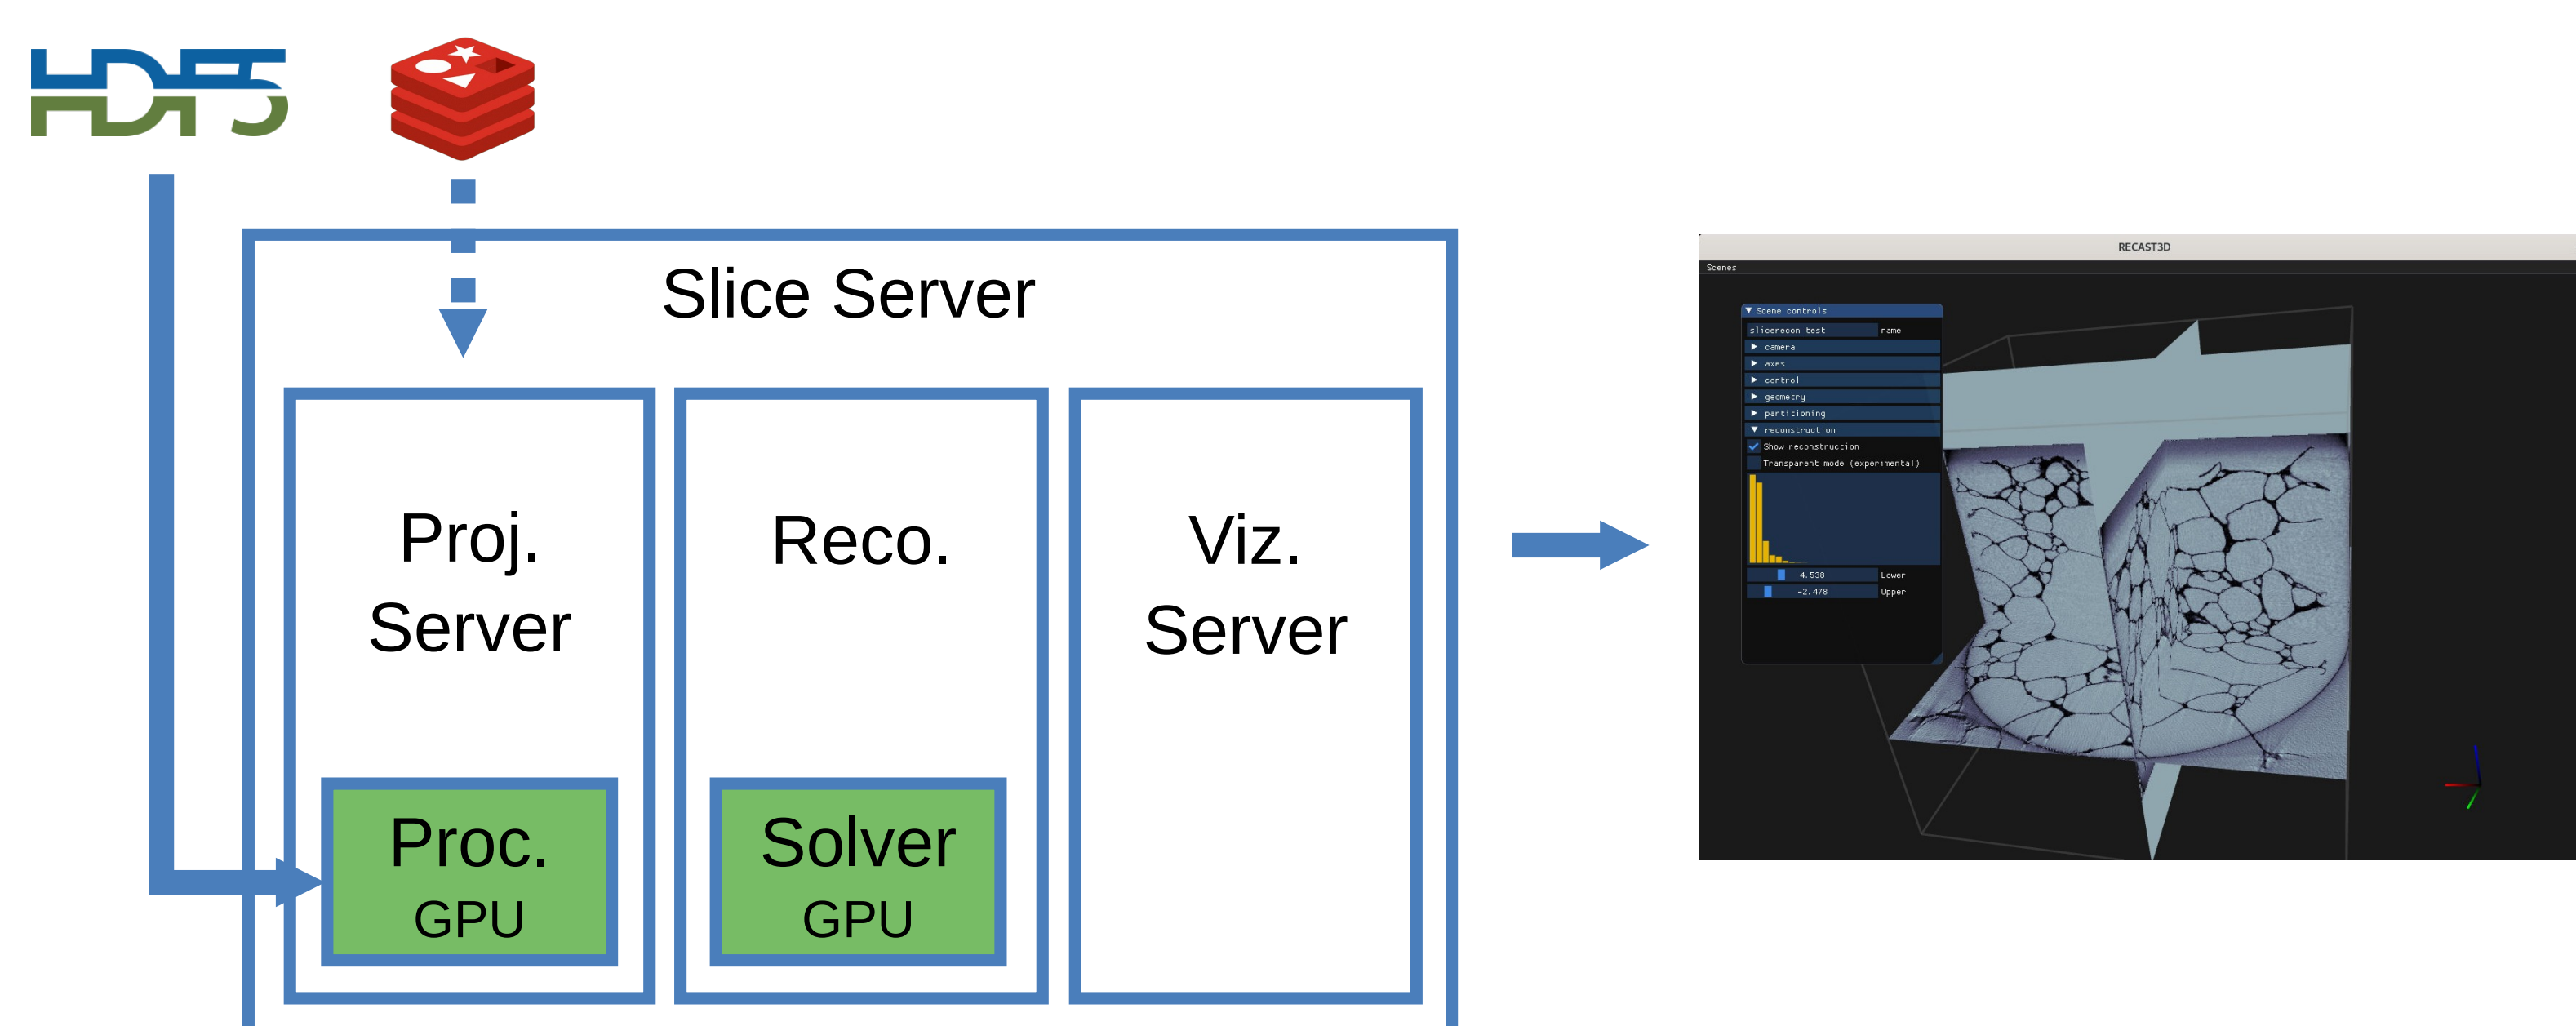 HDF5
Slice Server
Proj.
Server
Reco.
Viz.
Server
Proc.
GPU
Solver
GPU
RECAST3D
Scenes
Scene controls
slicerecon test name
camera
axes
control
geometry
partitioning
reconstruction
Show reconstruction
Transparent mode (experimental)
4.538 Lower
-2.478 Upper